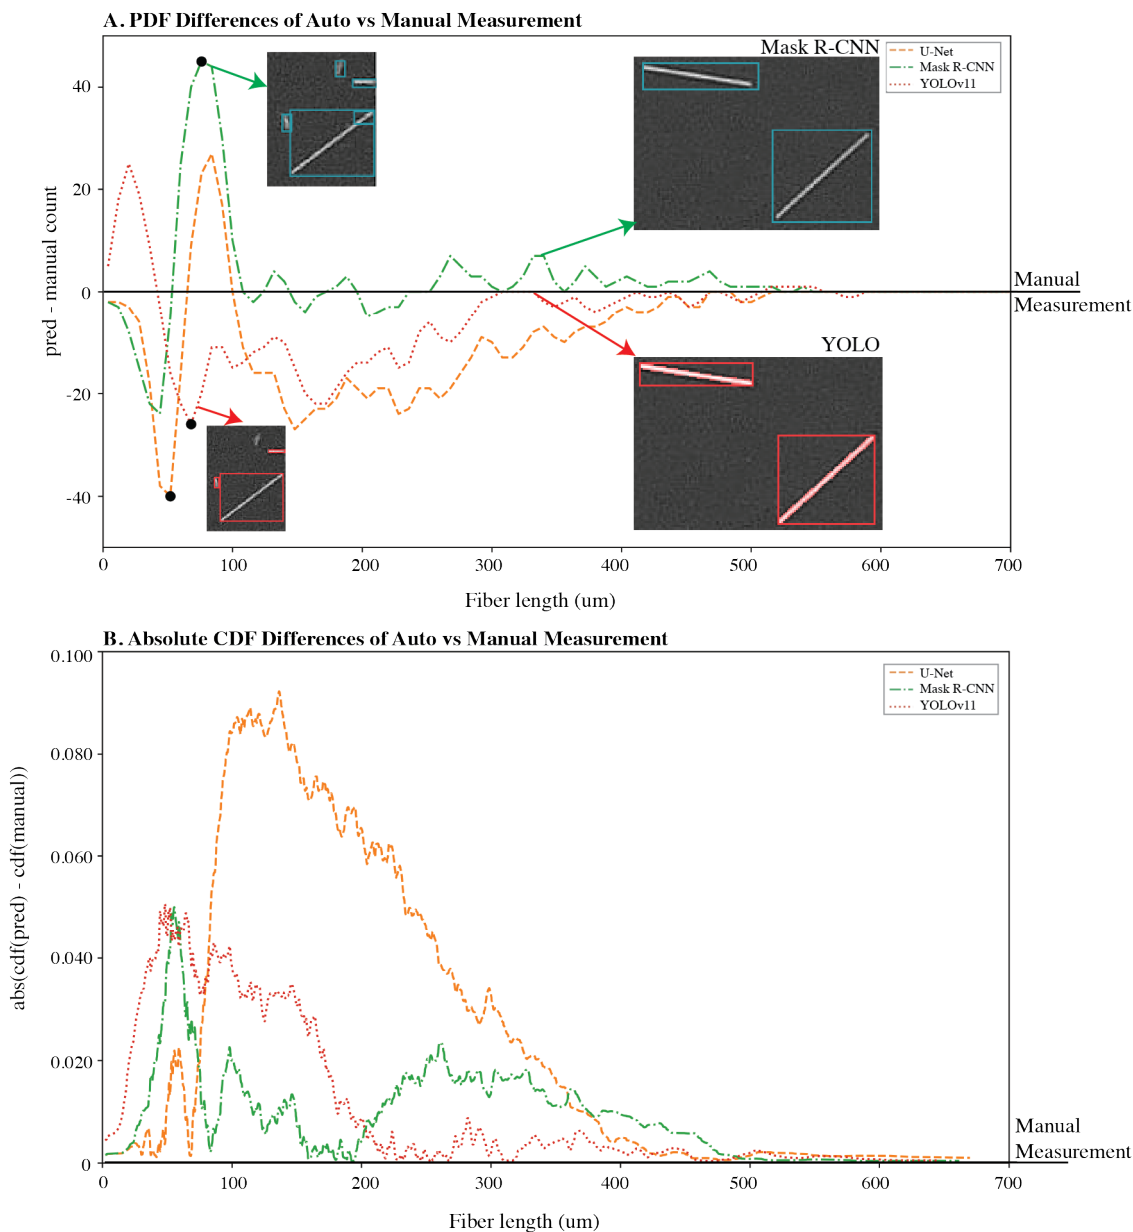 A. PDF Differences of Auto vs Manual Measurement
Mask R-CNN
U-Net
Mask R-CNN
YOLOv11
40
20
0
-20
-40
pred - manual count
Manual
Measurement
YOLO
0 100 200 300 400 500 600 700
Fiber length (um)
B. Absolute CDF Differences of Auto vs Manual Measurement
U-Net
Mask R-CNN
YOLOv11
0.100
0.080
0.060
0.040
0.020
0
abs(cdf(pred) - cdf(manual))
Manual
Measurement
0 100 200 300 400 500 600 700
Fiber length (um)